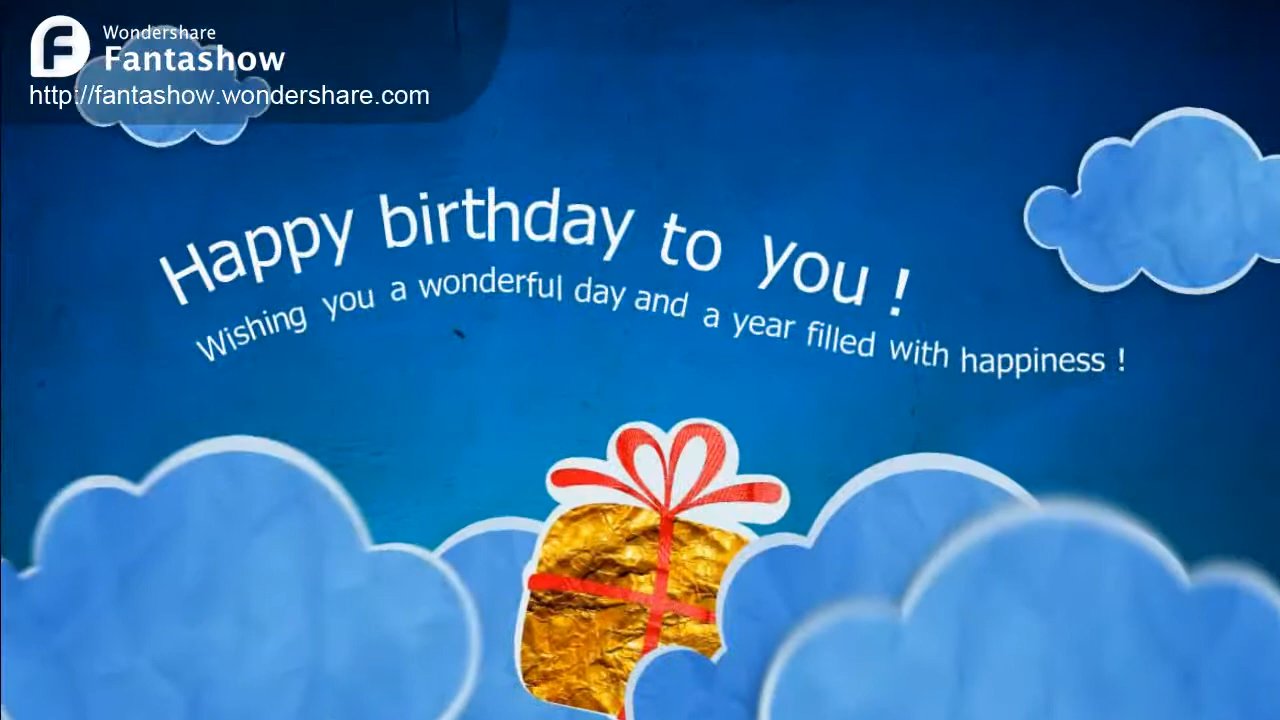 Wondershare
Fantashow
http://fantashow.wondershare.com
Happy birthday to you !
Wishing you a wonderful day and a year filled with happiness !